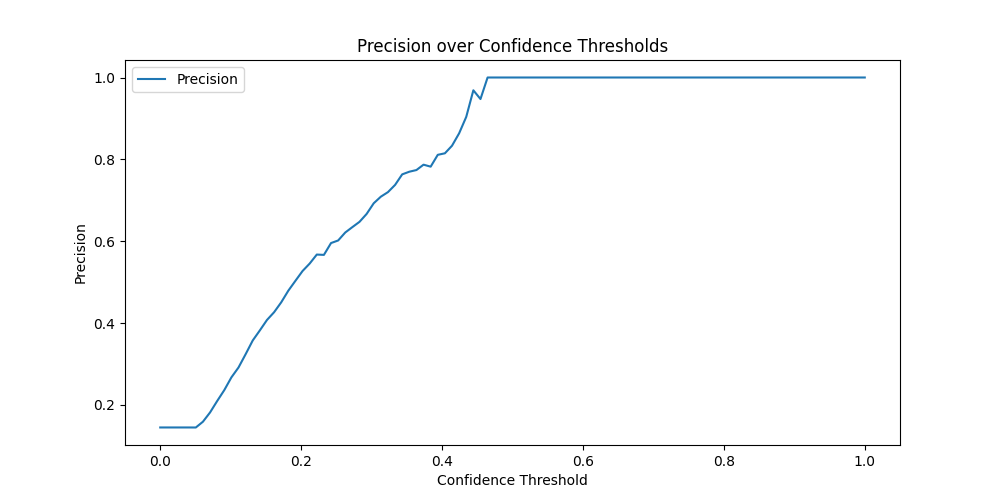 Precision over Confidence Thresholds
Precision
1.0
0.8
0.6
0.4
0.2
Precision
0.0 0.2 0.4 0.6 0.8 1.0
Confidence Threshold